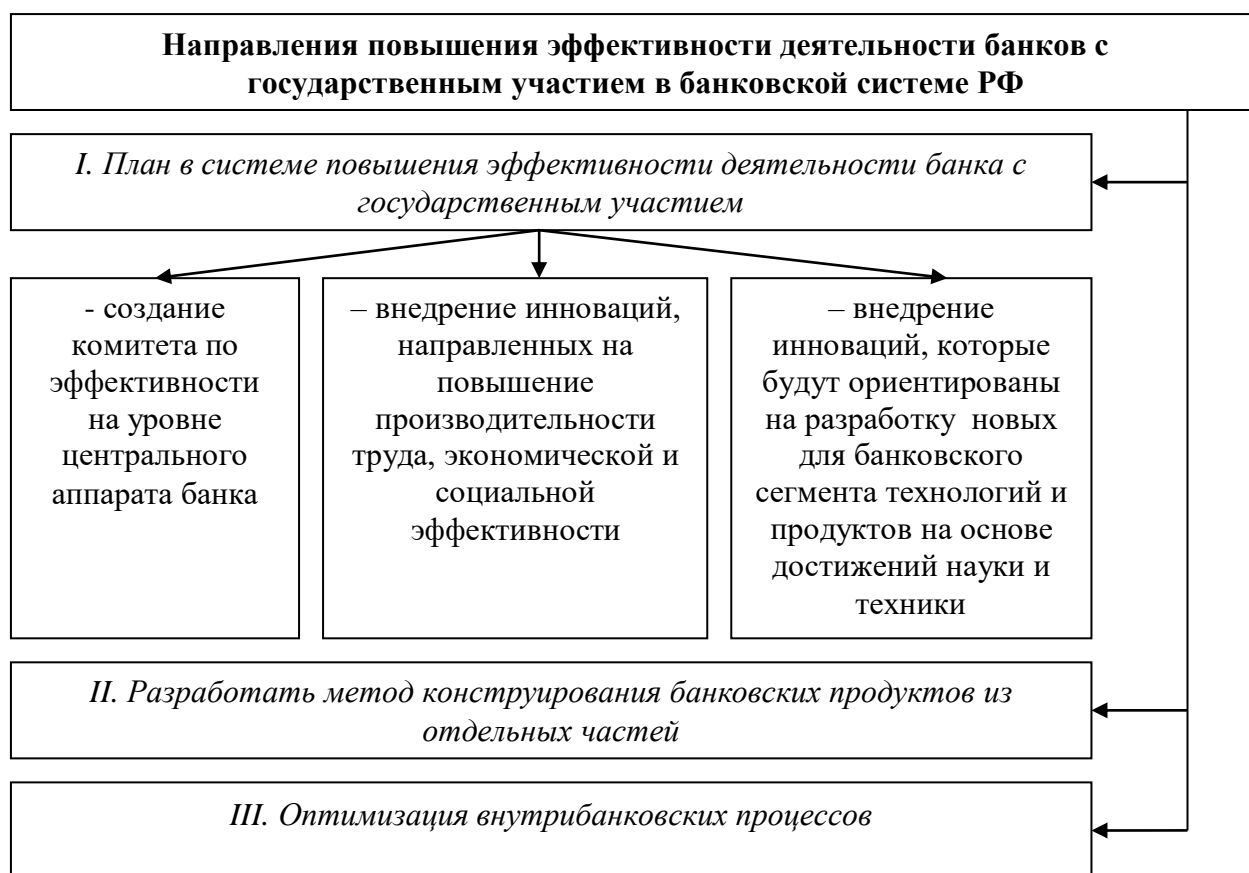 Направления повышения эффективности деятельности банков с
государственным участием в банковской системе РФ
I. План в системе повышения эффективности деятельности банка с
государственным участием
- создание
комитета по
эффективности
на уровне
центрального
аппарата банка
– внедрение инноваций,
направленных на
повышение
производительности
труда, экономической и
социальной
эффективности
– внедрение
инноваций, которые
будут ориентированы
на разработку новых
для банковского
сегмента технологий и
продуктов на основе
достижений науки и
техники
II. Разработать метод конструирования банковских продуктов из
отдельных частей
III. Оптимизация внутрибанковских процессов